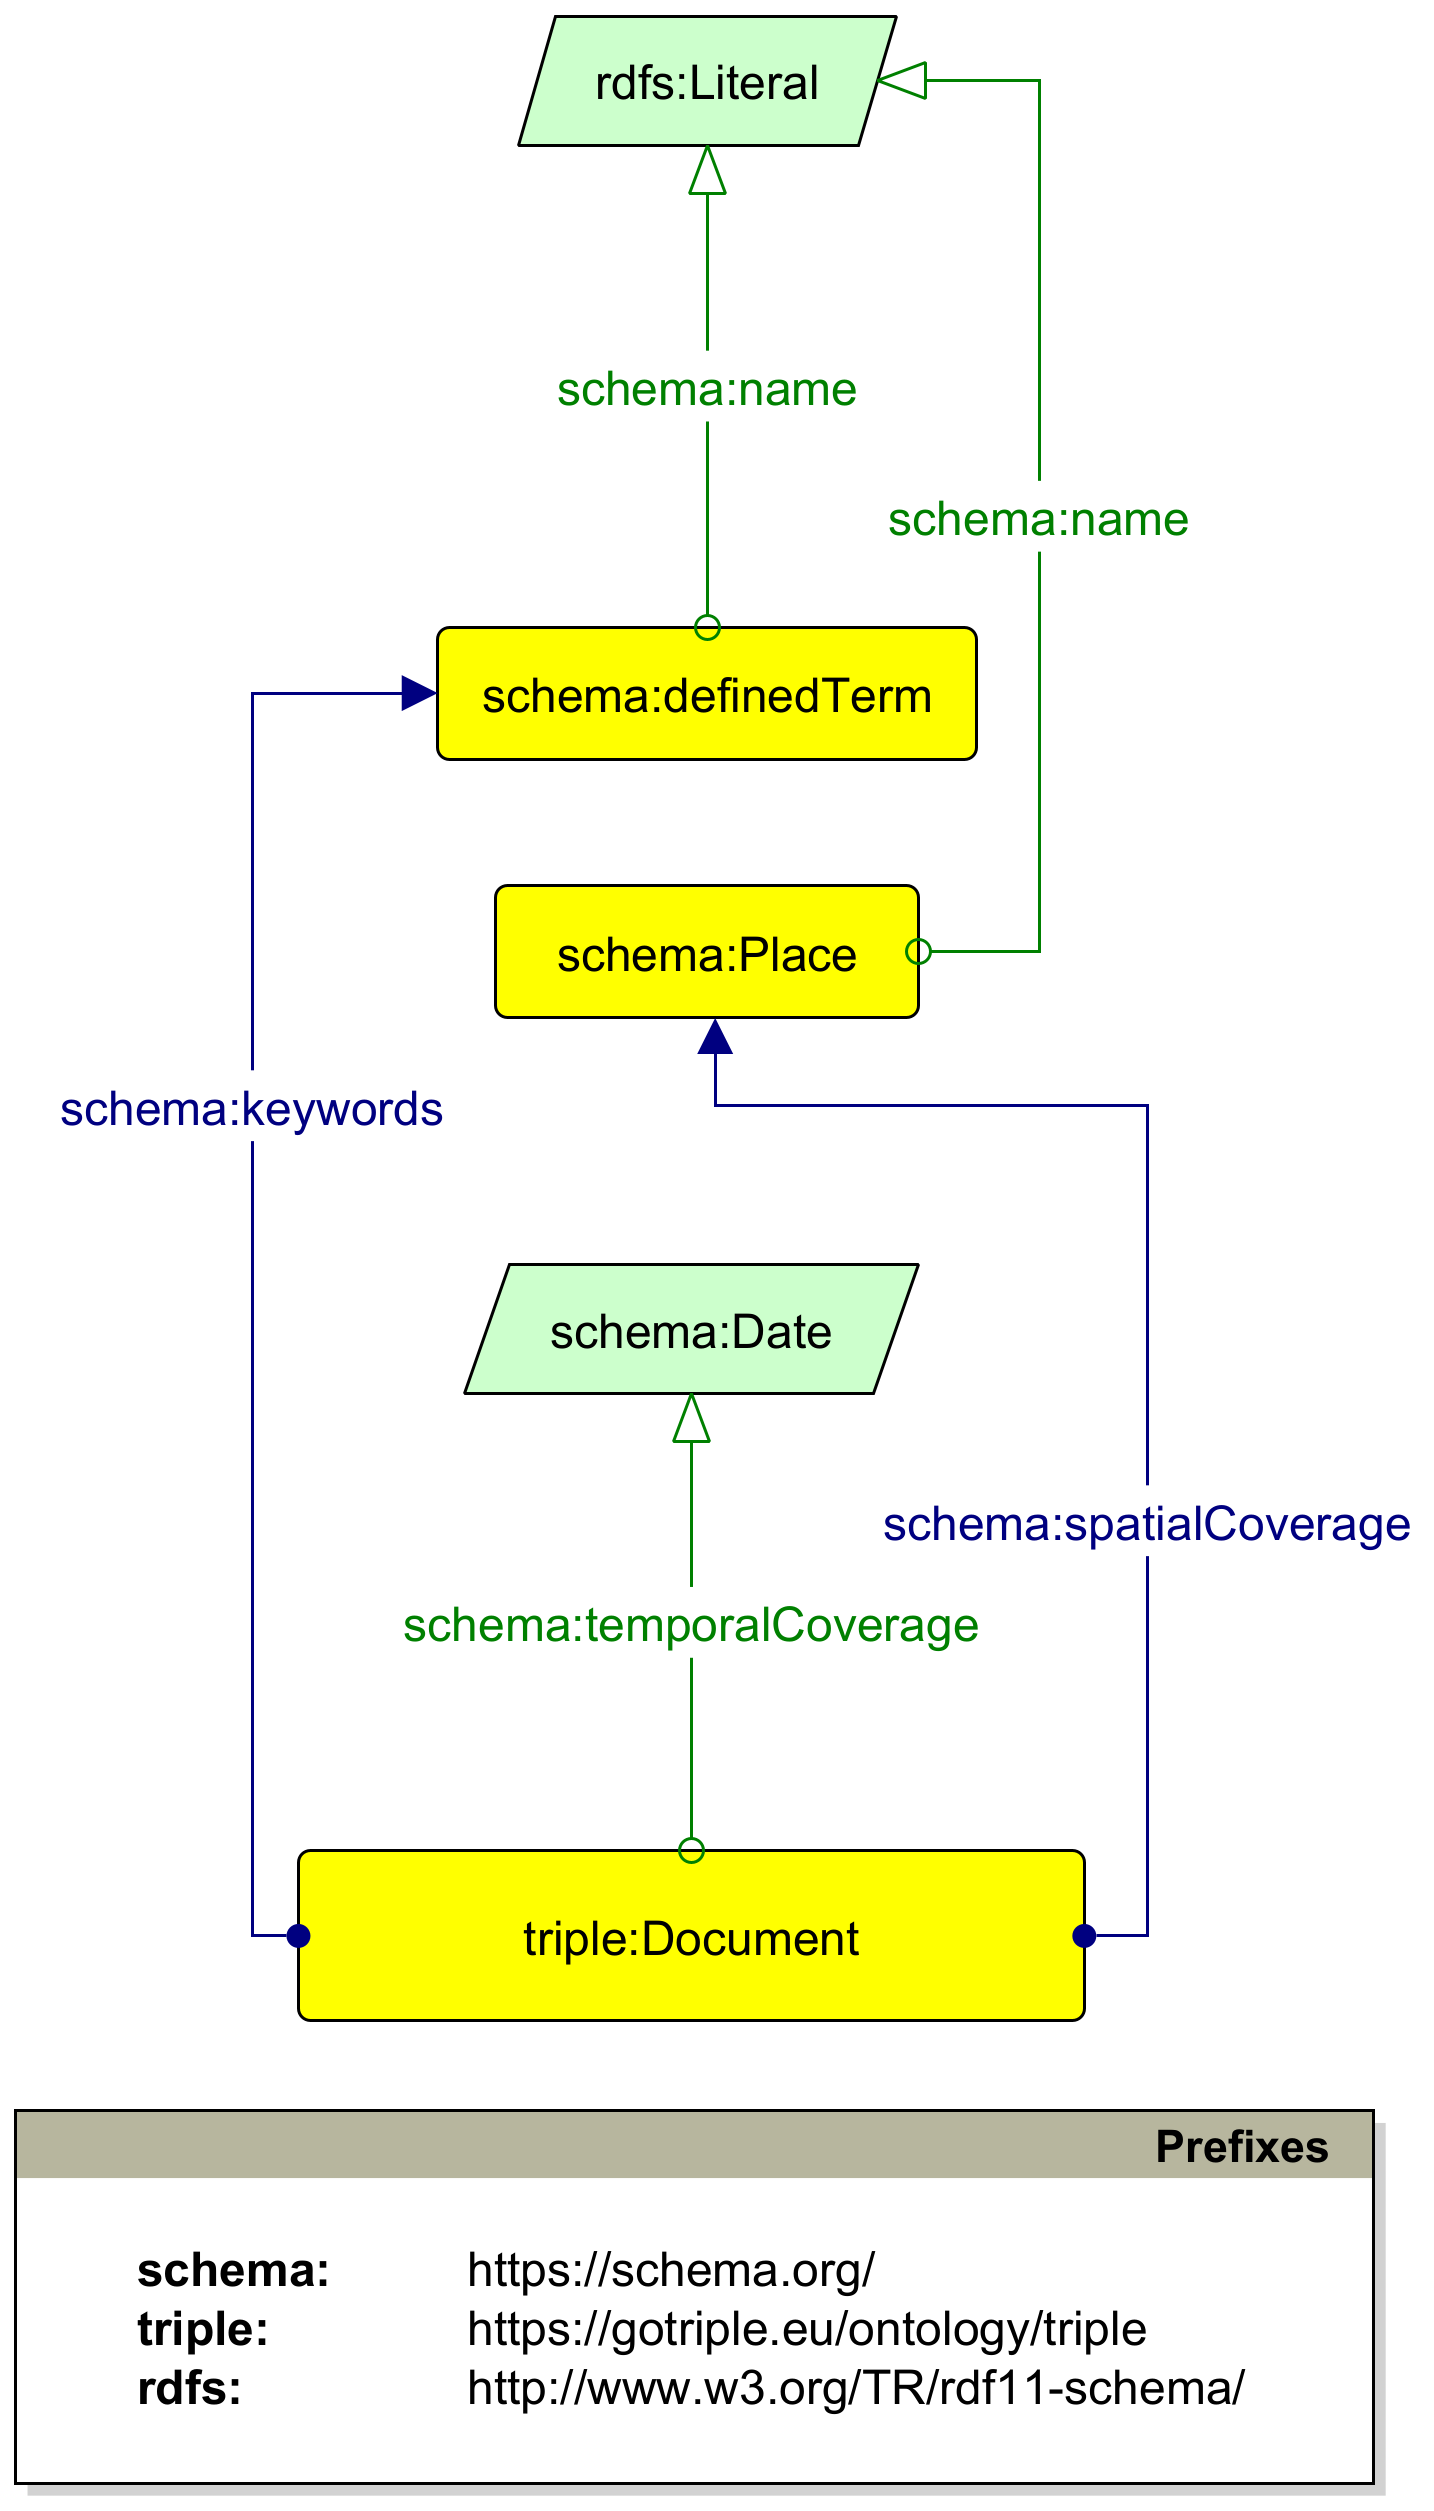 rdfs:Literal
schema:name
schema:name
schema:definedTerm
schema:Place
schema:keywords
schema:Date
schema:spatialCoverage
schema:temporalCoverage
triple:Document
Prefixes
schema: https://schema.org/
triple: https://gotriple.eu/ontology/triple
rdfs: http://www.w3.org/TR/rdf11-schema/